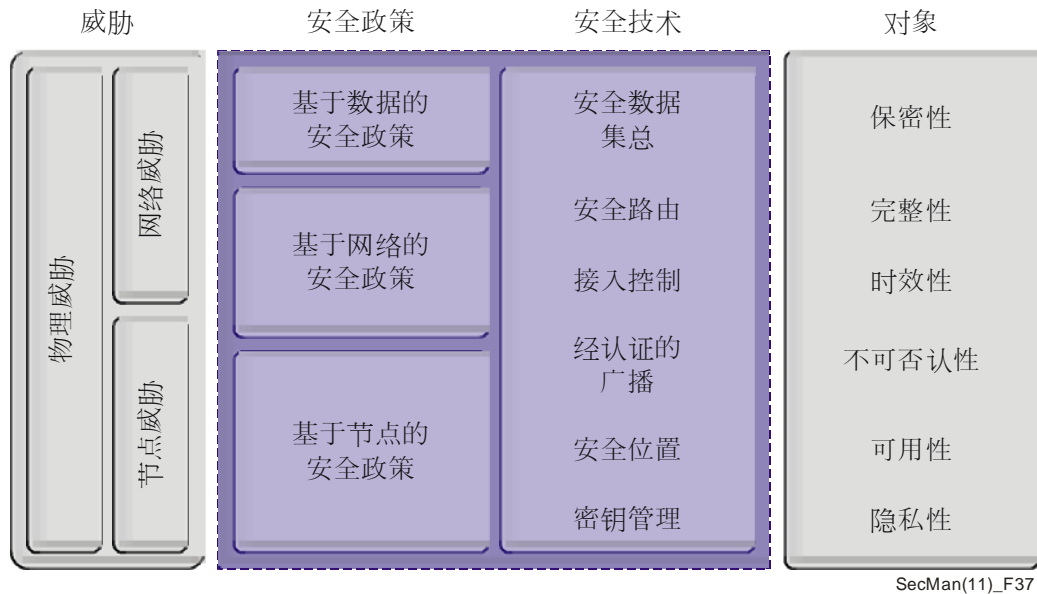 威胁
安全政策
安全技术
对象
物理威胁
网络威胁
节点威胁
基于数据的
安全政策
基于网络的
安全政策
基于节点的
安全政策
安全数据
集总
安全路由
接入控制
经认证的
广播
安全位置
密钥管理
保密性
完整性
时效性
不可否认性
可用性
隐私性
SecMan(11)_F37